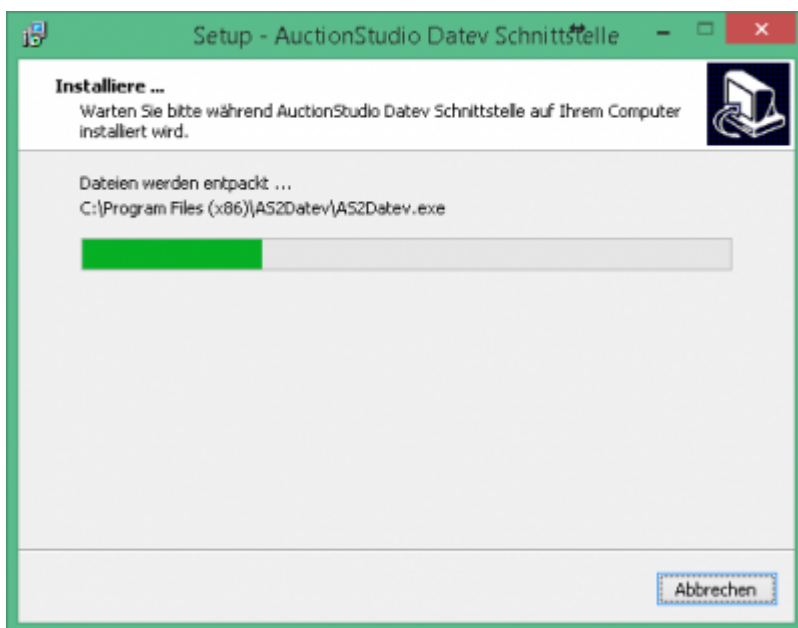 Setup - AuctionStudio Datev Schnittstelle
Installiere ...
Warten Sie bitte während AuctionStudio Datev Schnittstelle auf Ihrem Computer
installiert wird.
Dateien werden entpackt ...
C:\Program Files (x86)\AS2Datev\AS2Datev.exe
Abbrechen